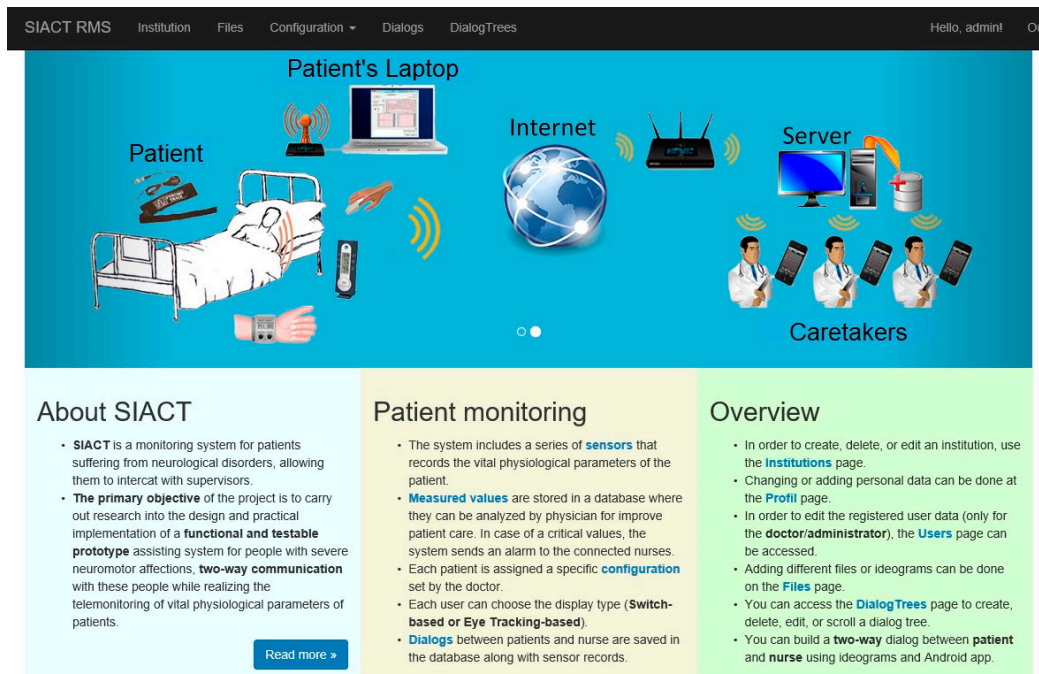 SIACT RMS Institution Files Configuration Dialogs DialogTrees Hello, admin!
Patient's Laptop
Internet
Server
Patient
Caretakers
About SIACT
• SIACT is a monitoring system for patients
suffering from neurological disorders, allowing
them to intercat with supervisors.
• The primary objective of the project is to carry
out research into the design and practical
implementation of a functional and testable
prototype assisting system for people with severe
neuromotor affections, two-way communication
with these people while realizing the
telemonitoring of vital physiological parameters of
patients.
Read more »
Patient monitoring
• The system includes a series of sensors that
records the vital physiological parameters of the
patient.
• Measured values are stored in a database where
they can be analyzed by physician for improve
patient care. In case of a critical values, the
system sends an alarm to the connected nurses.
• Each patient is assigned a specific configuration
set by the doctor.
• Each user can choose the display type (Switch-
based or Eye Tracking-based).
• Dialogs between patients and nurse are saved in
the database along with sensor records.
Overview
• In order to create, delete, or edit an institution, use
the Institutions page.
• Changing or adding personal data can be done at
the Profil page.
• In order to edit the registered user data (only for
the doctor/administrator), the Users page can
be accessed.
• Adding different files or ideograms can be done
on the Files page.
• You can access the DialogTrees page to create,
delete, edit, or scroll a dialog tree.
• You can build a two-way dialog between patient
and nurse using ideograms and Android app.